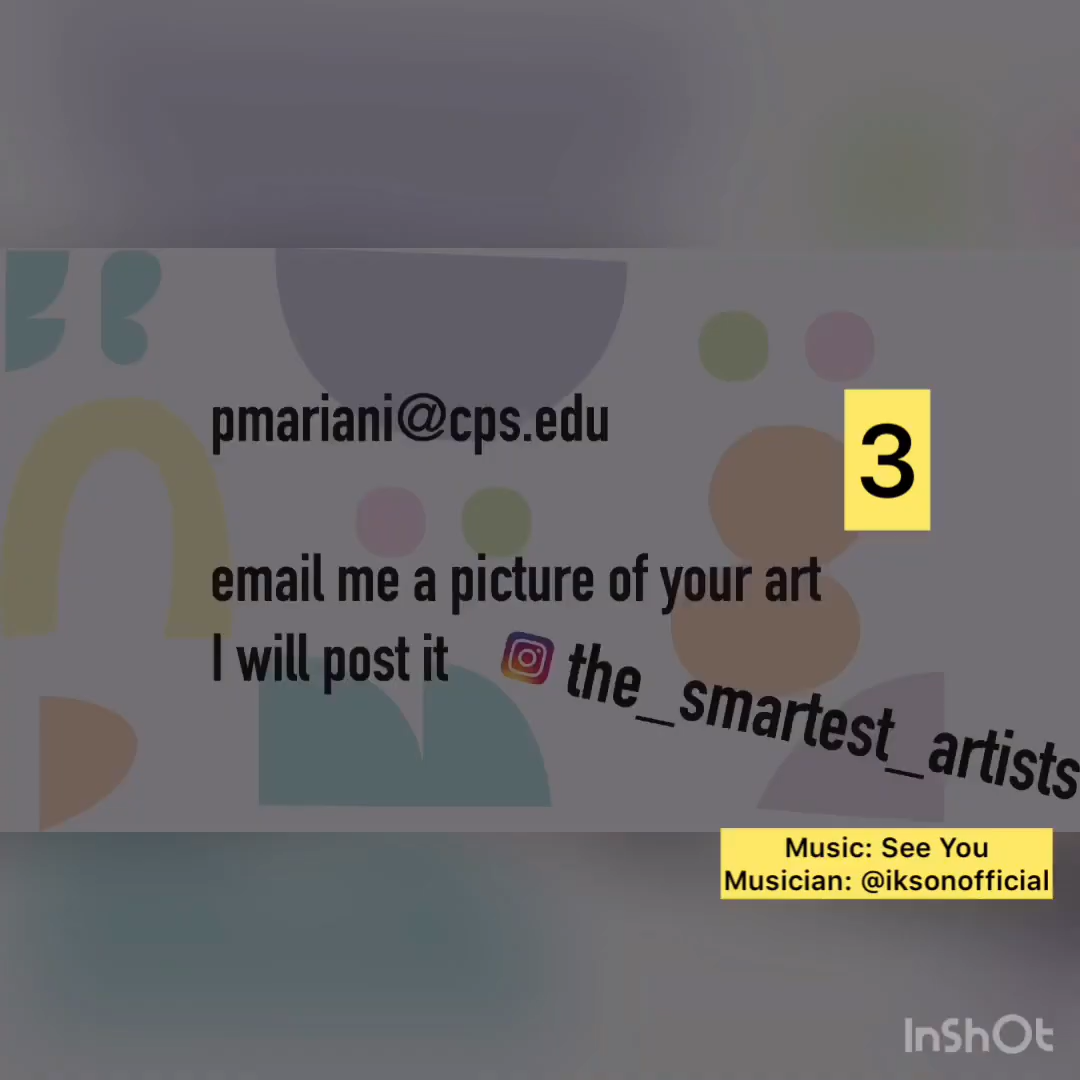 pmariani@cps.edu
3
email me a picture of your art
I will post it
the_smartest_artists
Music: See You
Musician: @iksonofficial
InShOt